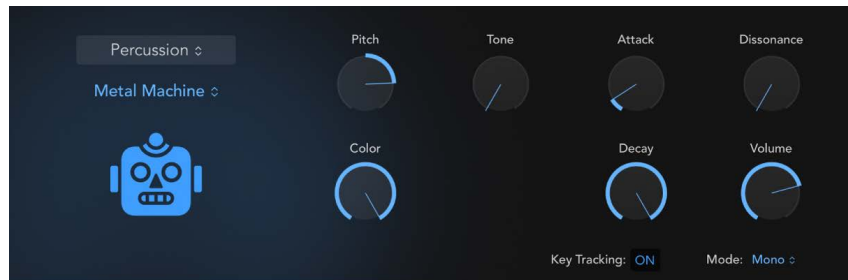 Percussion
Metal Machine
Pitch
Tone
Attack
Dissonance
Color
Decay
Volume
Key Tracking: ON
Mode: Mono